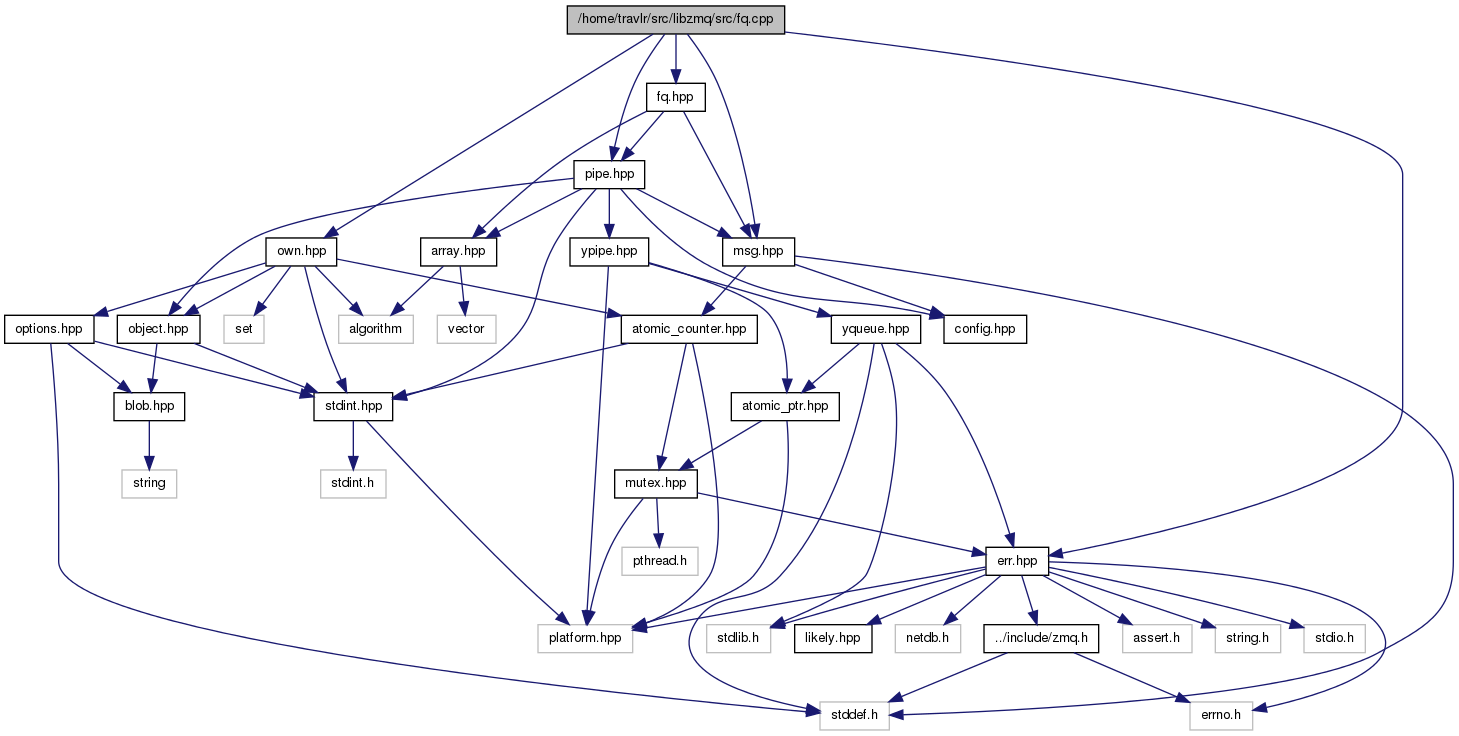 /home/travlr/src/libzmq/src/fq.cpp
fq.hpp
pipe.hpp
own.hpp
array.hpp
ypipe.hpp
msg.hpp
options.hpp
object.hpp
set
algorithm
vector
atomic_counter.hpp
yqueue.hpp
config.hpp
blob.hpp
stdint.hpp
atomic_ptr.hpp
string
stdint.h
mutex.hpp
pthread.h
err.hpp
platform.hpp
stdlib.h
likely.hpp
netdb.h
../include/zmq.h
assert.h
string.h
stdio.h
stddef.h
errno.h